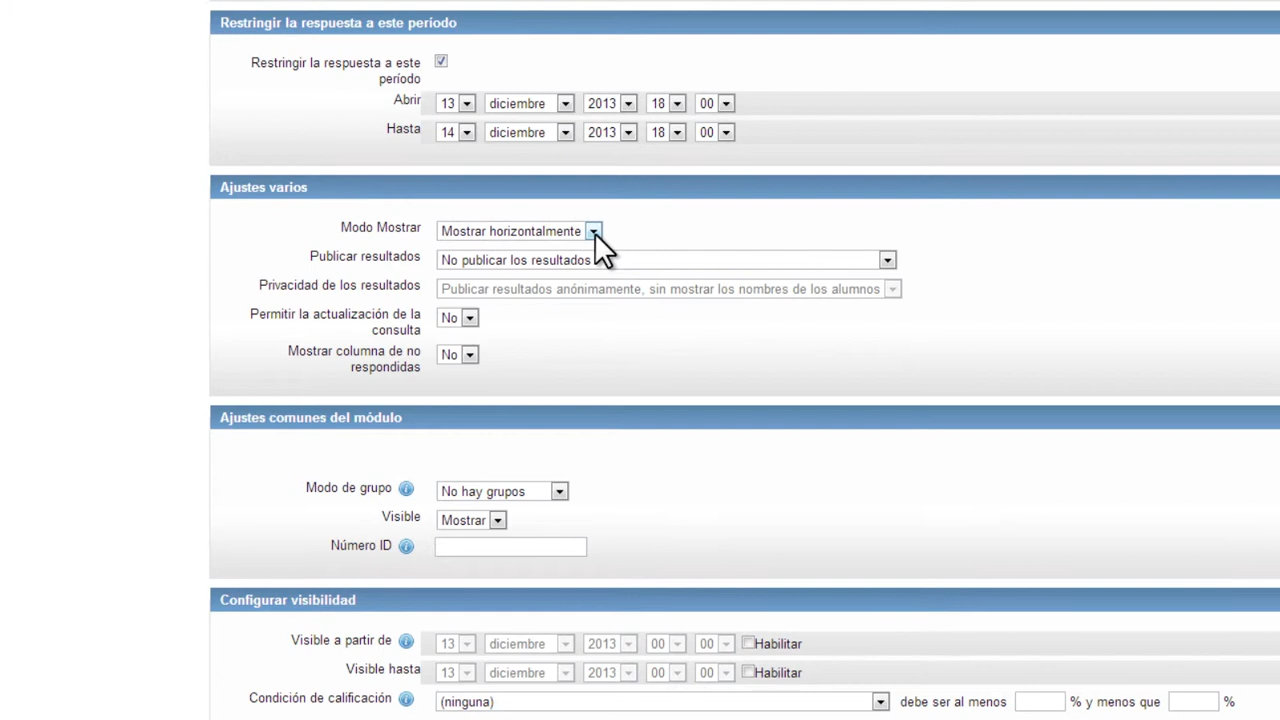 Restringir la respuesta a este período
Restringir la respuesta a este
período
Abrir 13 diciembre 2013 18 00
Hasta 14 diciembre 2013 18 00
Ajustes varios
Modo Mostrar Mostrar horizontalmente
Publicar resultados No publicar los resultados
Privacidad de los resultados Publicar resultados anónimamente, sin mostrar los nombres de los alumnos
Permitir la actualización de la
consulta No
Mostrar columna de no
respondidas No
Ajustes comunes del módulo
Modo de grupo No hay grupos
Visible Mostrar
Número ID
Configurar visibilidad
Visible a partir de 13 diciembre 2013 00 00 Habilitar
Visible hasta 13 diciembre 2013 00 00 Habilitar
Condición de calificación (ninguna) debe ser al menos % y menos que %